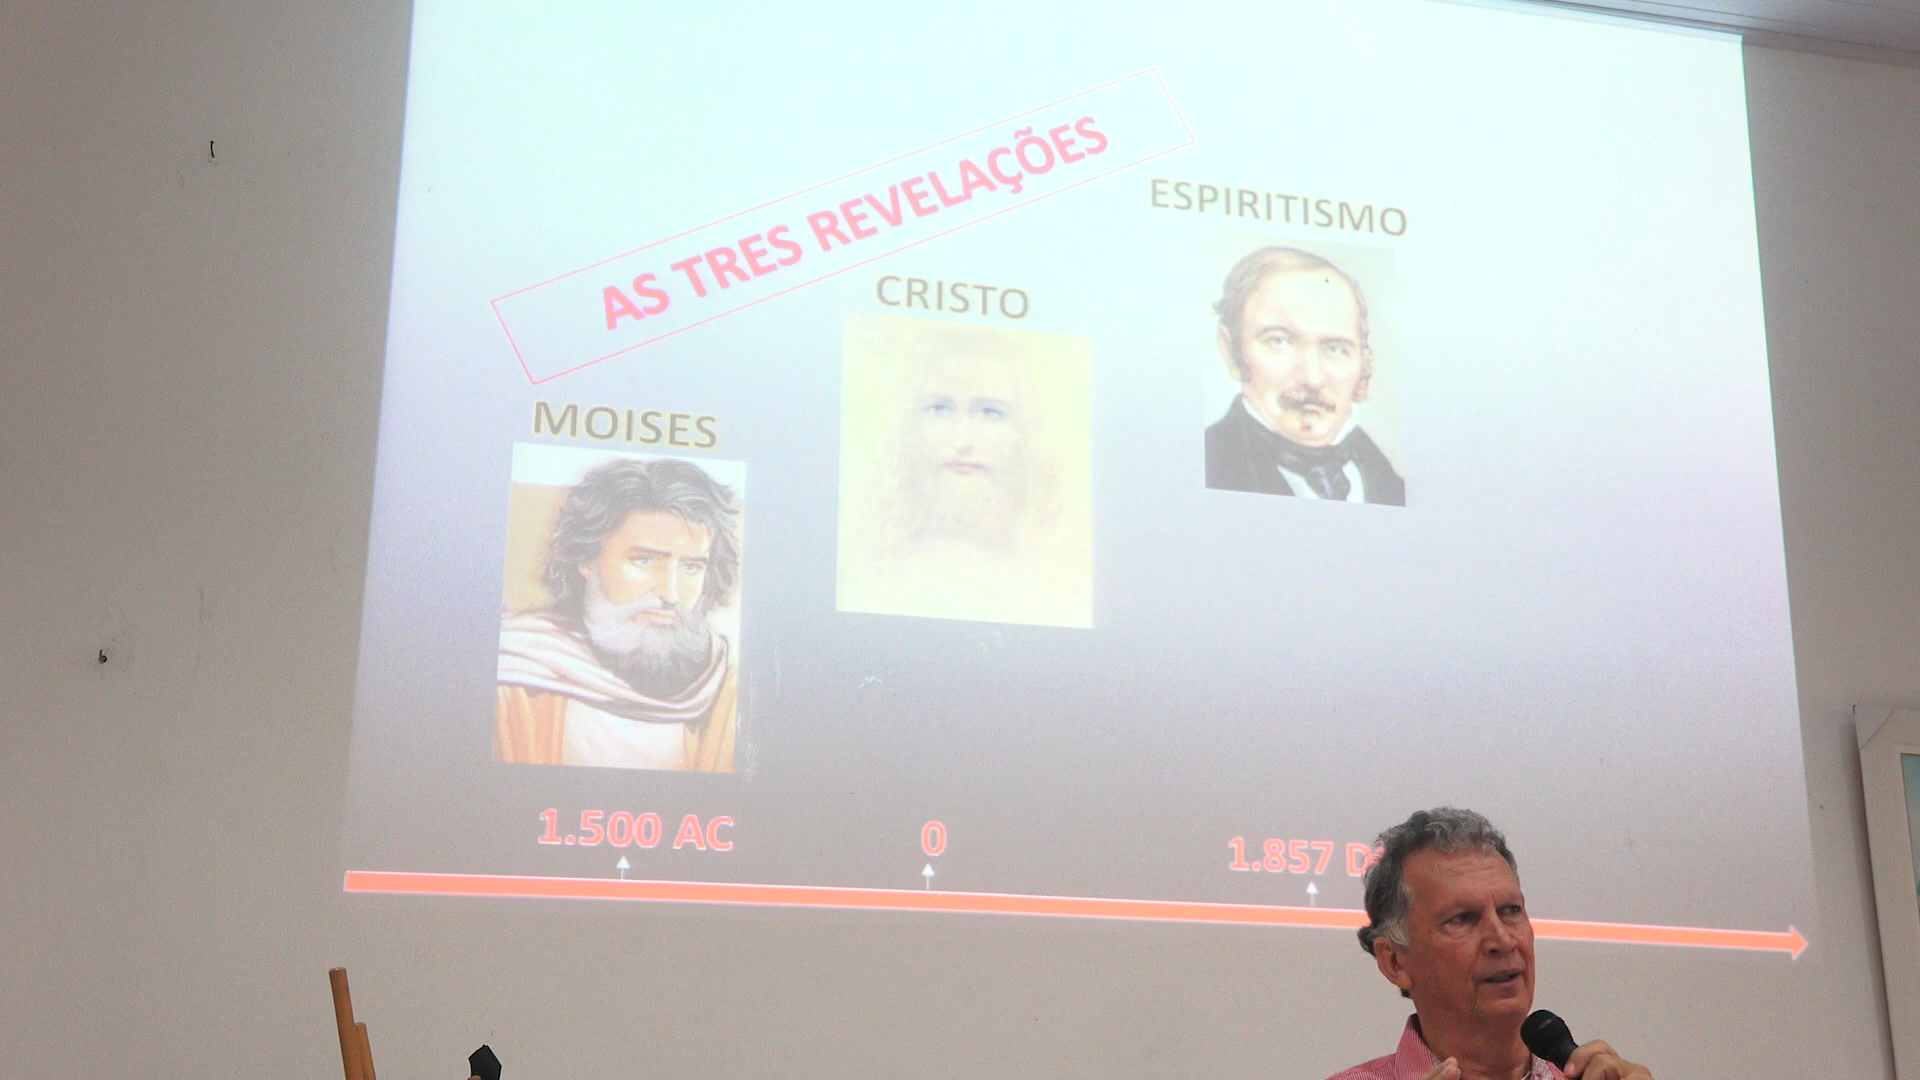 AS TRES REVELAÇÕES
ESPIRITISMO
CRISTO
MOISES
1.500 AC
0
1.857